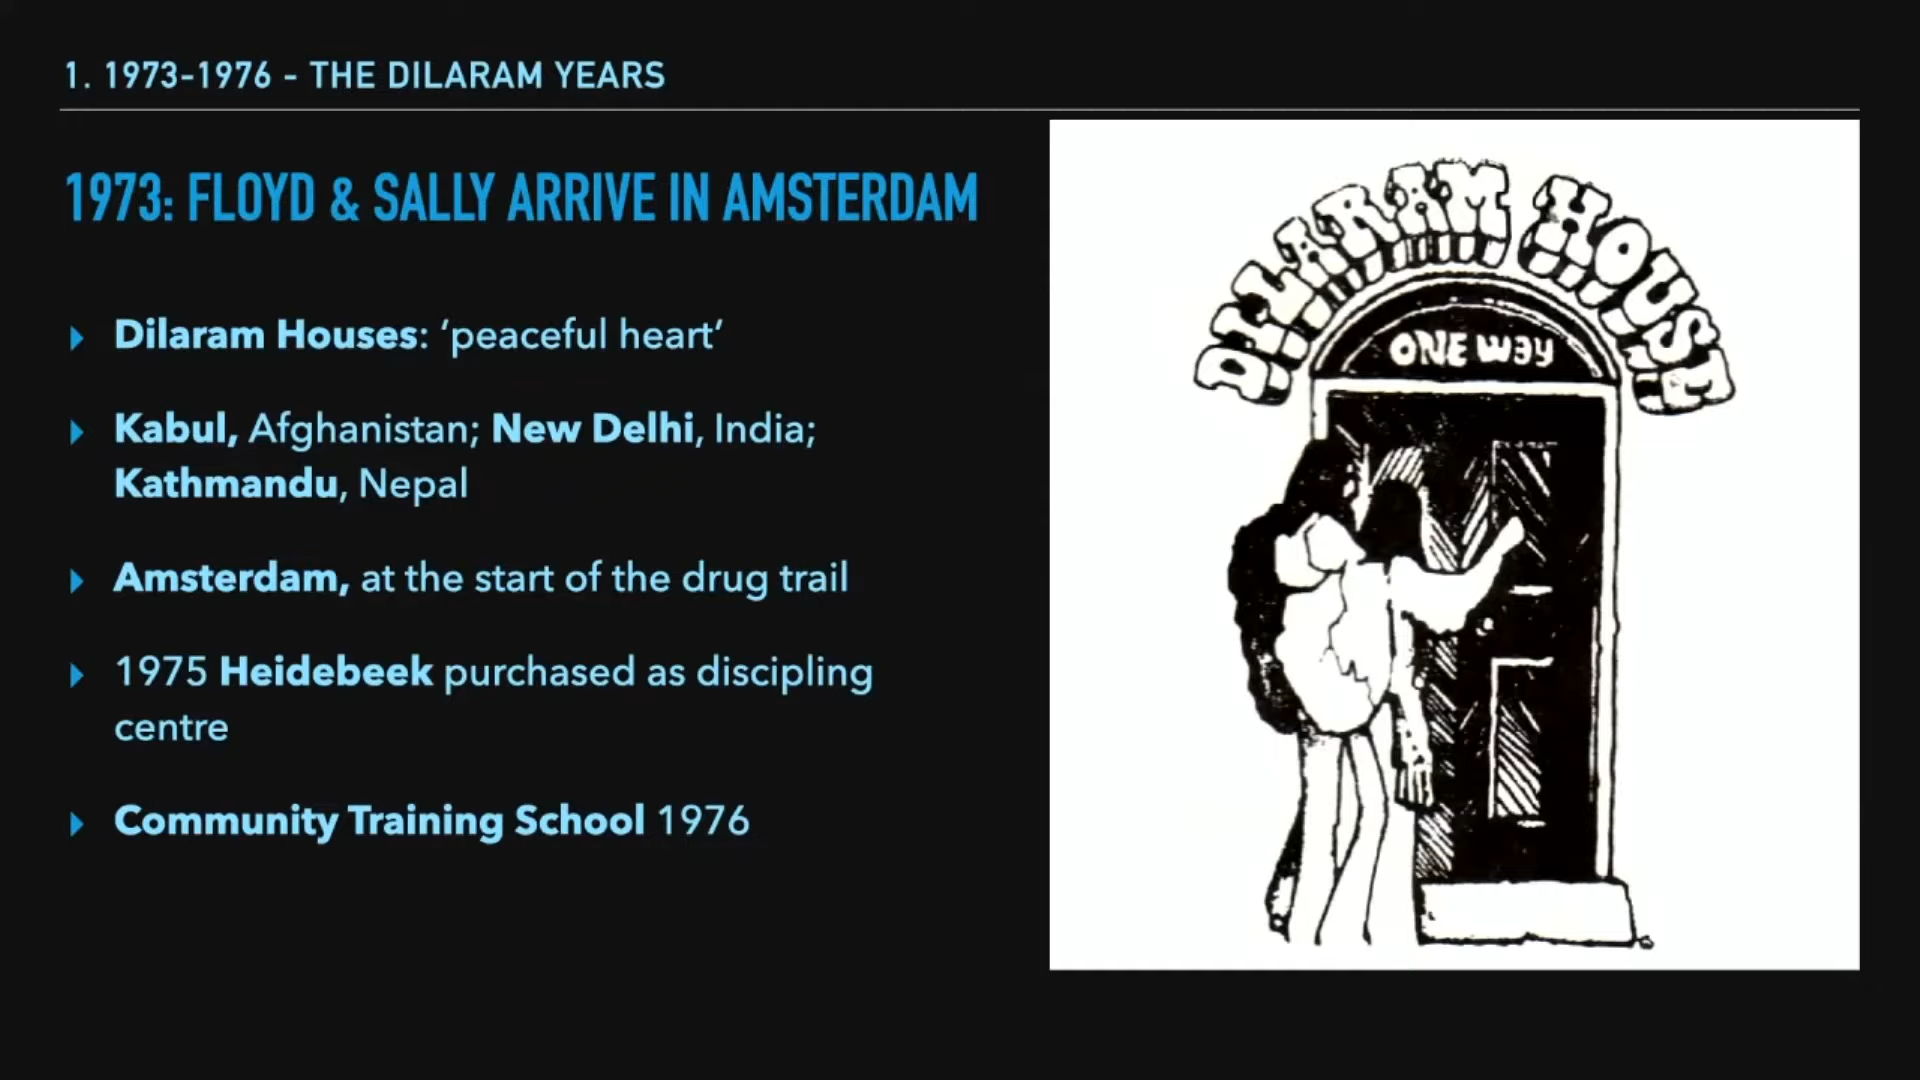 1. 1973-1976 - THE DILARAM YEARS
1973: FLOYD & SALLY ARRIVE IN AMSTERDAM
Dilaram Houses: ‘peaceful heart’
Kabul, Afghanistan; New Delhi, India;
Kathmandu, Nepal
Amsterdam, at the start of the drug trail
1975 Heidebeek purchased as discipling
centre
Community Training School 1976
DILARAM HOUSE
ONE WAY